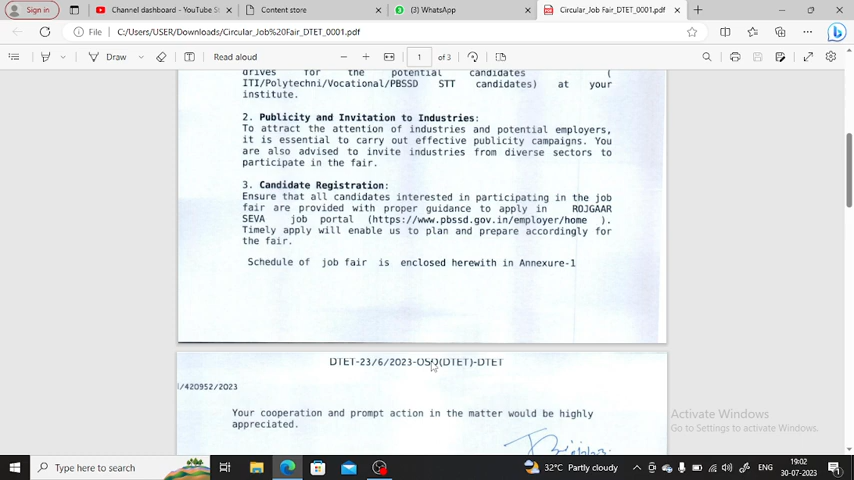 Sign in
Channel dashboard - YouTube St
Content store
(3) WhatsApp
Circular_Job Fair_DTET_0001.pdf
File
C:/Users/USER/Downloads/Circular_Job%20Fair_DTET_0001.pdf
Draw
Read aloud
1
of 3
drives for the potential candidates (
ITI/Polytechni/Vocational/PBSSD STT candidates) at your
institute.
2. Publicity and Invitation to Industries:
To attract the attention of industries and potential employers,
it is essential to carry out effective publicity campaigns. You
are also advised to invite industries from diverse sectors to
participate in the fair.
3. Candidate Registration:
Ensure that all candidates interested in participating in the job
fair are provided with proper guidance to apply in ROJGAAR
SEVA job portal (https://www.pbssd.gov.in/employer/home ).
Timely apply will enable us to plan and prepare accordingly for
the fair.
Schedule of job fair is enclosed herewith in Annexure-1
DTET-23/6/2023-OSO(DTET)-DTET
/420952/2023
Your cooperation and prompt action in the matter would be highly
appreciated.
Activate Windows
Go to Settings to activate Windows.
Type here to search
32°C Partly cloudy
ENG
19:02
30-07-2023